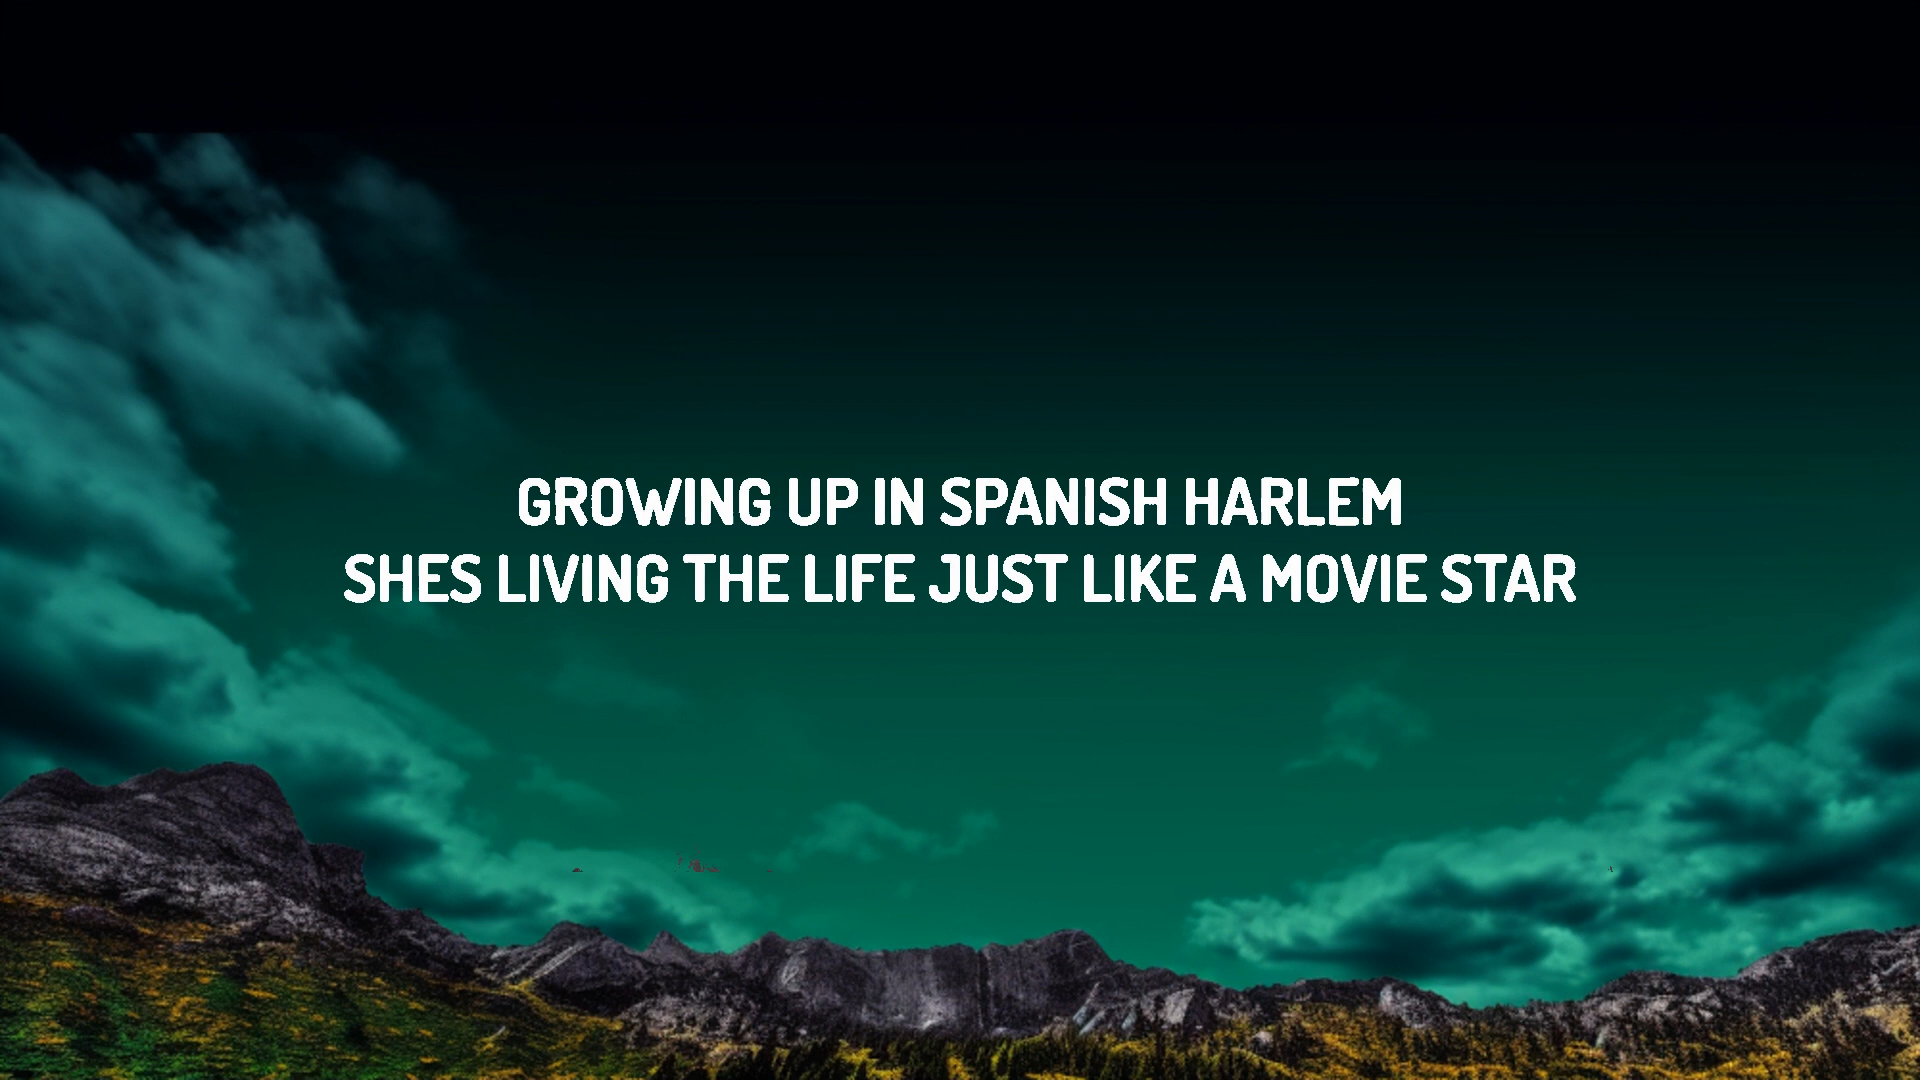 GROWING UP IN SPANISH HARLEM
SHES LIVING THE LIFE JUST LIKE A MOVIE STAR